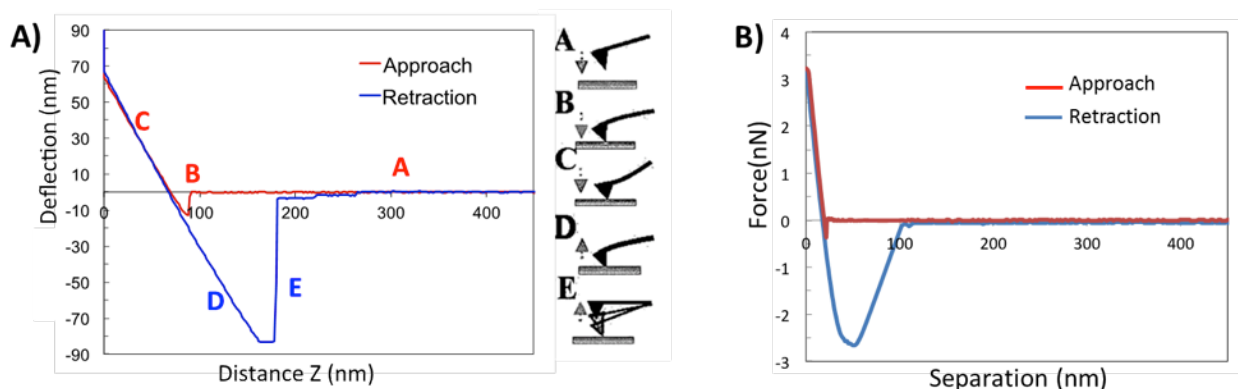 A)
Deflection (nm)
90
70
50
30
10
-10
-30
-50
-70
-90
0
100
200
300
400
Distance Z (nm)
Approach
Retraction
C
B
A
D
E
A
B
C
D
E
B)
Force(nN)
4
3
2
1
0
-1
-2
-3
0
100
200
300
400
Separation (nm)
Approach
Retraction